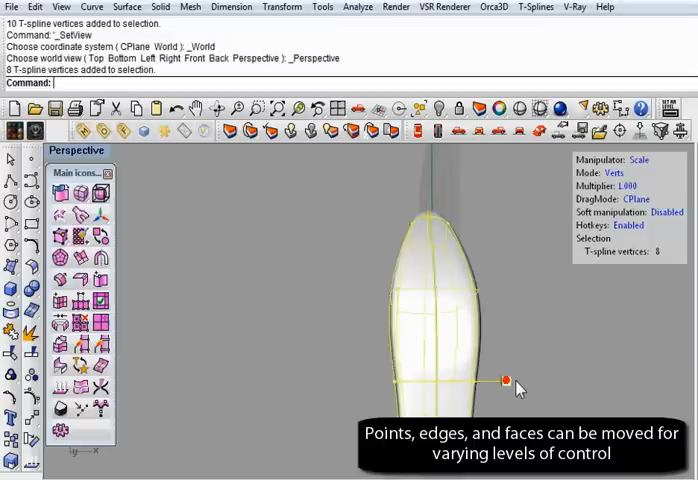 File Edit View Curve Surface Solid Mesh Dimension Transform Tools Analyze Render VSR Renderer Orca3D T-Splines V-Ray Help
10 T-spline vertices added to selection.
Command: '_SetView
Choose coordinate system ( CPlane World ): _World
Choose world view ( Top Bottom Left Right Front Back Perspective ): _Perspective
8 T-spline vertices added to selection.
Command:
Perspective
Main icons...
Manipulator: Scale
Mode: Verts
Multiplier: 1.000
DragMode: CPlane
Soft manipulation: Disabled
Hotkeys: Enabled
Selection
T-spline vertices: 8
Points, edges, and faces can be moved for
varying levels of control
y
x